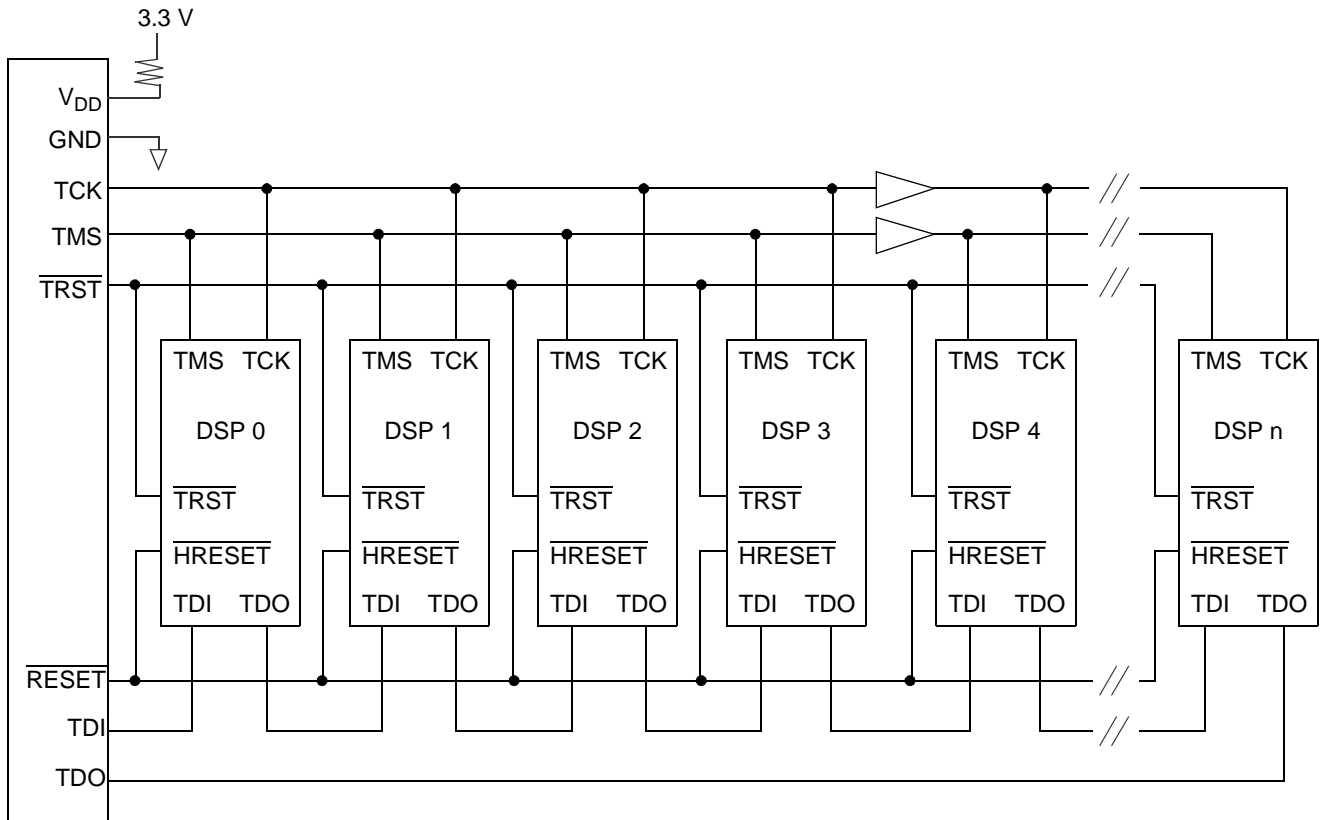 3.3 V
VDD
GND
TCK
TMS
TRST
TMS TCK
TMS TCK
TMS TCK
TMS TCK
TMS TCK
TMS TCK
DSP 0
DSP 1
DSP 2
DSP 3
DSP 4
DSP n
TRST
TRST
TRST
TRST
TRST
TRST
HRESET
HRESET
HRESET
HRESET
HRESET
HRESET
TDI TDO
TDI TDO
TDI TDO
TDI TDO
TDI TDO
TDI TDO
RESET
TDI
TDO